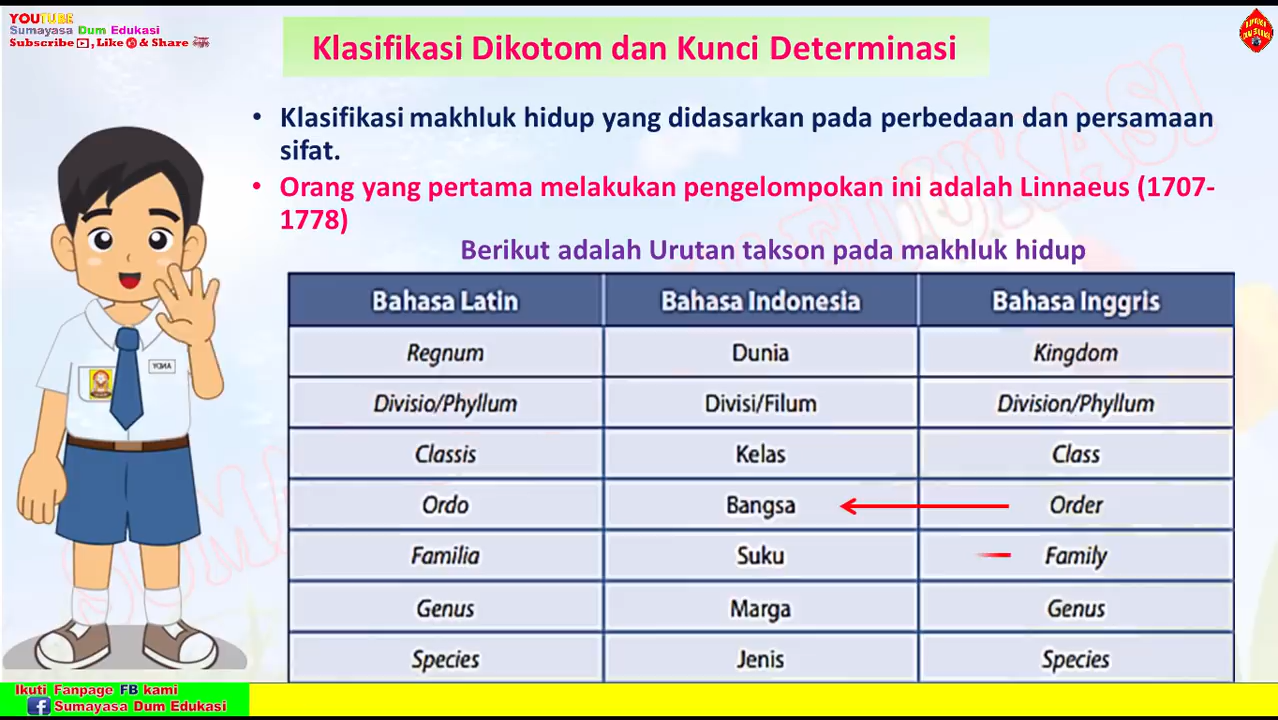 YOUTUBE
Sumayasa Dum Edukasi
Subscribe , Like & Share
Klasifikasi Dikotom dan Kunci Determinasi
• Klasifikasi makhluk hidup yang didasarkan pada perbedaan dan persamaan
sifat.
• Orang yang pertama melakukan pengelompokan ini adalah Linnaeus (1707-
1778)
Berikut adalah Urutan takson pada makhluk hidup
Bahasa Latin Bahasa Indonesia Bahasa Inggris
Regnum Dunia Kingdom
Divisio/Phyllum Divisi/Filum Division/Phyllum
Classis Kelas Class
Ordo Bangsa Order
Familia Suku Family
Genus Marga Genus
Species Jenis Species
Ikuti Fanpage FB kami
Sumayasa Dum Edukasi